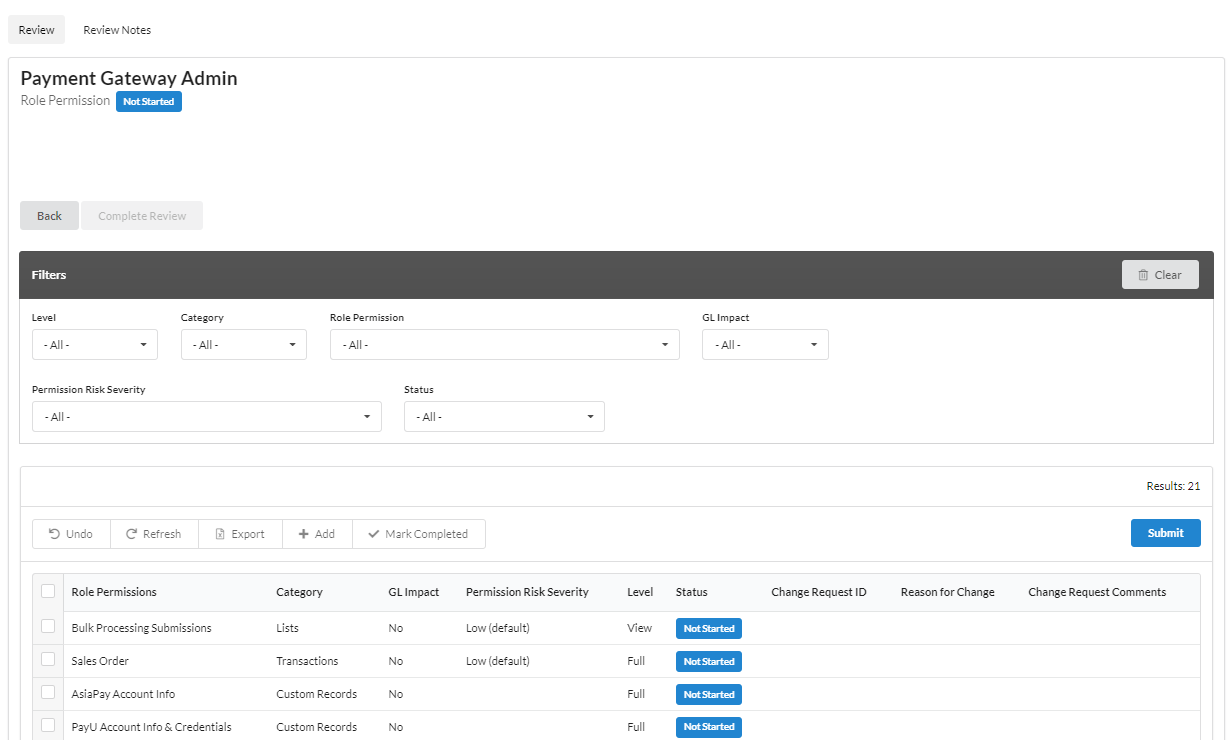 Review Review Notes
Payment Gateway Admin
Role Permission Not Started
Back Complete Review
Filters Clear
Level Category Role Permission GL Impact
- All - - All - - All - - All -
Permission Risk Severity Status
- All - - All -
Results: 21
Undo Refresh Export Add Mark Completed Submit
Role Permissions Category GL Impact Permission Risk Severity Level Status Change Request ID Reason for Change Change Request Comments
Bulk Processing Submissions Lists No Low (default) View Not Started
Sales Order Transactions No Low (default) Full Not Started
AsiaPay Account Info Custom Records No Full Not Started
PayU Account Info & Credentials Custom Records No Full Not Started